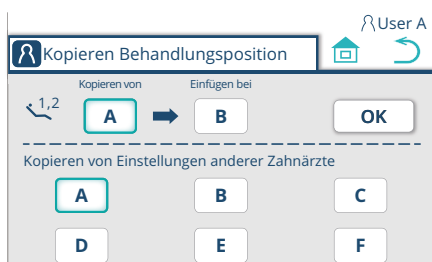 User A
Kopieren Behandlungsposition
Kopieren von Einfügen bei
1,2 A B OK
Kopieren von Einstellungen anderer Zahnärzte
A B C
D E F